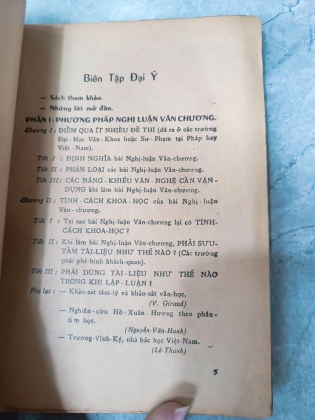 Biên Tập Đại Ý
— Sách tham khảo.
— Những lời mở đầu.
PHẦN I : PHƯƠNG PHÁP NGHỊ LUẬN VĂN CHƯƠNG.
Chương I : ĐIỂM QUA ÍT NHIỀU ĐỀ THI (đã ra ở các trường
Đại - Học Văn - Khoa hoặc Sư - Phạm tại Pháp hay
Việt - Nam).
Tiết I : ĐỊNH NGHĨA bài Nghị-luận Văn-chương.
Tiết II : PHÂN LOẠI các bài Nghị-luận Văn-chương.
Tiết III : CÁC NĂNG - KHIẾU VĂN - NGHỆ CẦN VẬN-
DỤNG khi làm bài Nghị-luận Văn-chương.
Chương II : TÍNH - CÁCH KHOA - HỌC của bài Nghị - luận
Văn - chương.
Tiết I : Tại sao bài Nghị-luận Văn-chương lại có TÍNH-
CÁCH KHOA-HỌC ?
Tiết II : Khi làm bài Nghị-luận Văn-chương, PHẢI SƯU-
TẦM TÀI - LIỆU NHƯ THẾ NÀO ? (Các trường
phái phê-bình khách-quan).
Tiết III : PHẢI DÙNG TÀI - LIỆU NHƯ THẾ NÀO
TRONG KHI LẬP - LUẬN ?
Phụ lục : — Khảo-sát tâm-lý và khảo-sát văn-học.
(V. Giraud)
— Nghiên - cứu Hồ - Xuân - Hương theo phân-
tâm học.
(Nguyễn-Văn-Hanh)
— Trương-Vĩnh-Ký, nhà bác học Việt-Nam.
(Lê-Thanh)
5